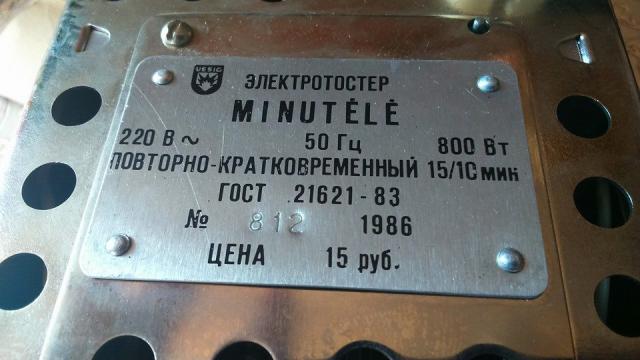 ЭЛЕКТРОТОСТЕР
MINUTĖLĖ
220 В ~ 50 Гц 800 Вт
ПОВТОРНО-КРАТКОВРЕМЕННЫЙ 15/10 мин
ГОСТ 21621-83
№ 812 1986
ЦЕНА 15 руб.